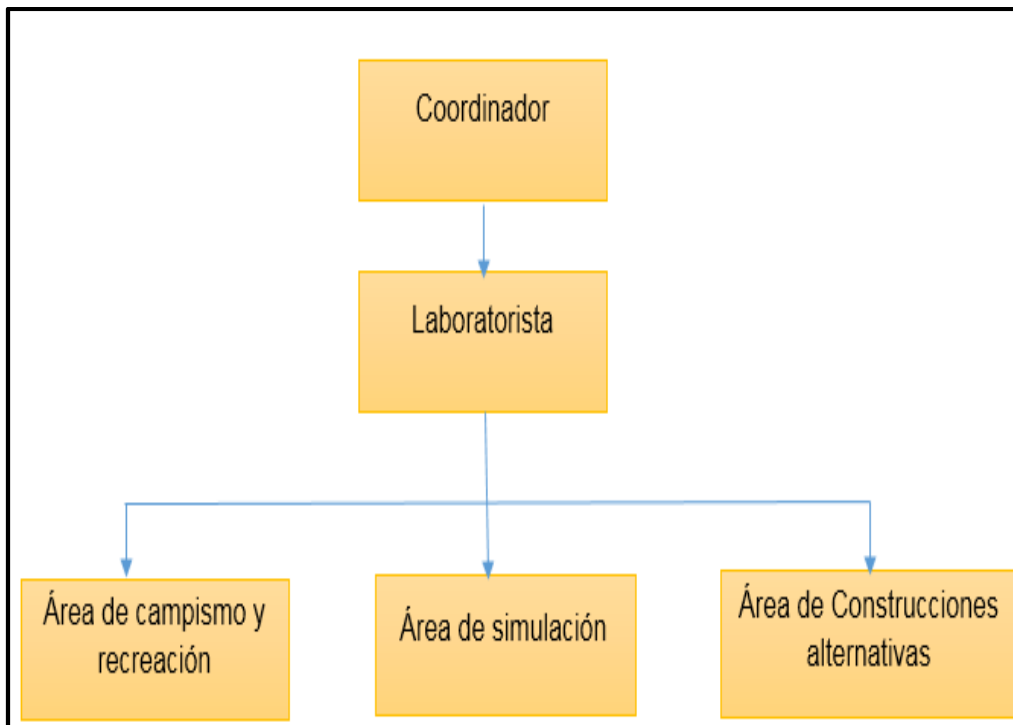 Coordinador
Laboratorista
Área de campismo y
recreación
Área de simulación
Área de Construcciones
alternativas